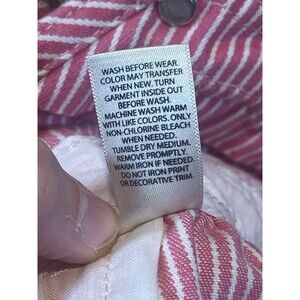 WASH BEFORE WEAR.
COLOR MAY TRANSFER
WHEN NEW. TURN
GARMENT INSIDE OUT
BEFORE WASH.
MACHINE WASH WARM
WITH LIKE COLORS. ONLY
NON-CHLORINE BLEACH
WHEN NEEDED.
TUMBLE DRY MEDIUM.
REMOVE PROMPTLY.
WARM IRON IF NEEDED.
DO NOT IRON PRINT
OR DECORATIVE TRIM.